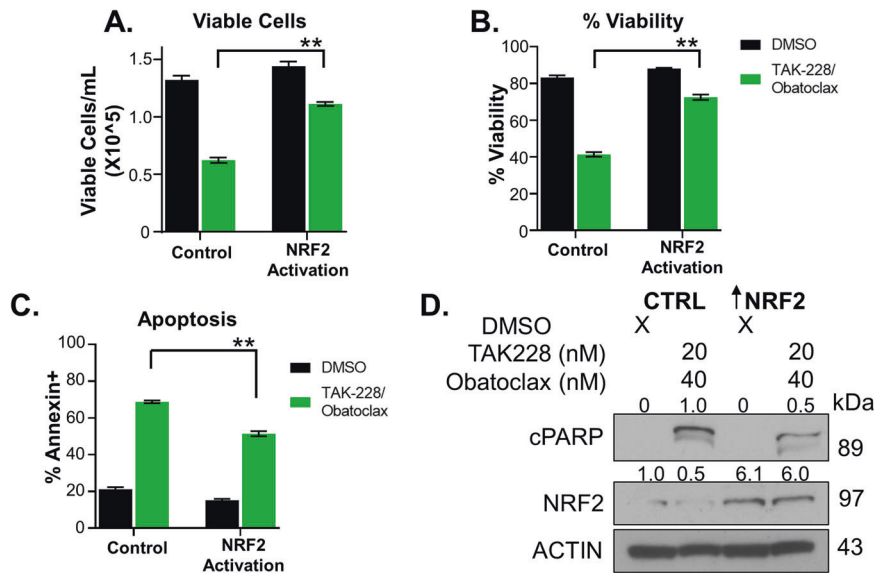 A.
Viable Cells
**
Viable Cells/mL
(X10^5)
1.5
1.0
0.5
0
Control
NRF2
Activation
B.
% Viability
**
DMSO
TAK-228/
Obatoclax
% Viability
100
80
60
40
20
0
Control
NRF2
Activation
C.
Apoptosis
**
DMSO
TAK-228/
Obatoclax
% Annexin+
100
80
60
40
20
0
Control
NRF2
Activation
D.
CTRL ↑NRF2
DMSO X X
TAK228 (nM) 20 20
Obatoclax (nM) 40 40
0 1.0 0 0.5 kDa
cPARP 89
1.0 0.5 6.1 6.0
NRF2 97
ACTIN 43